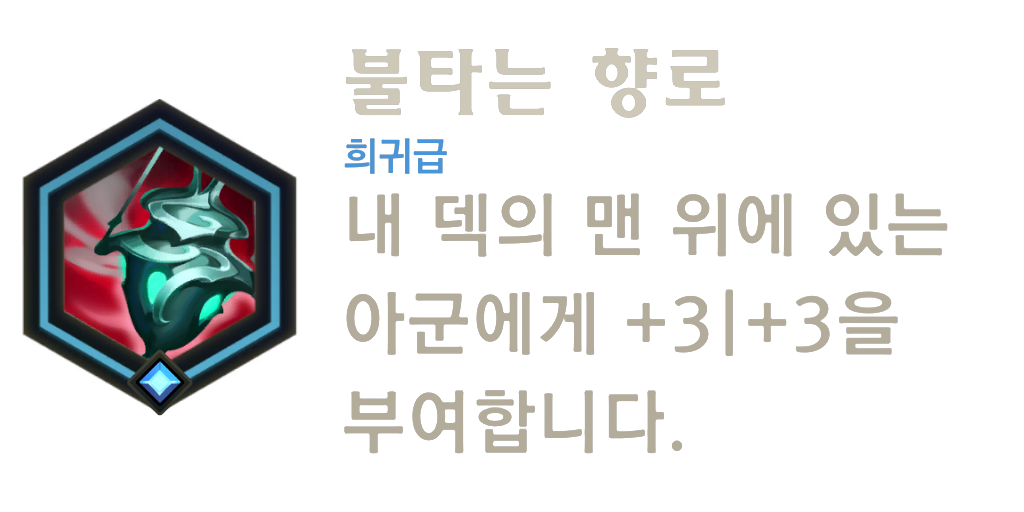 불타는 향로
희귀급
내 덱의 맨 위에 있는
아군에게 +3|+3을
부여합니다.